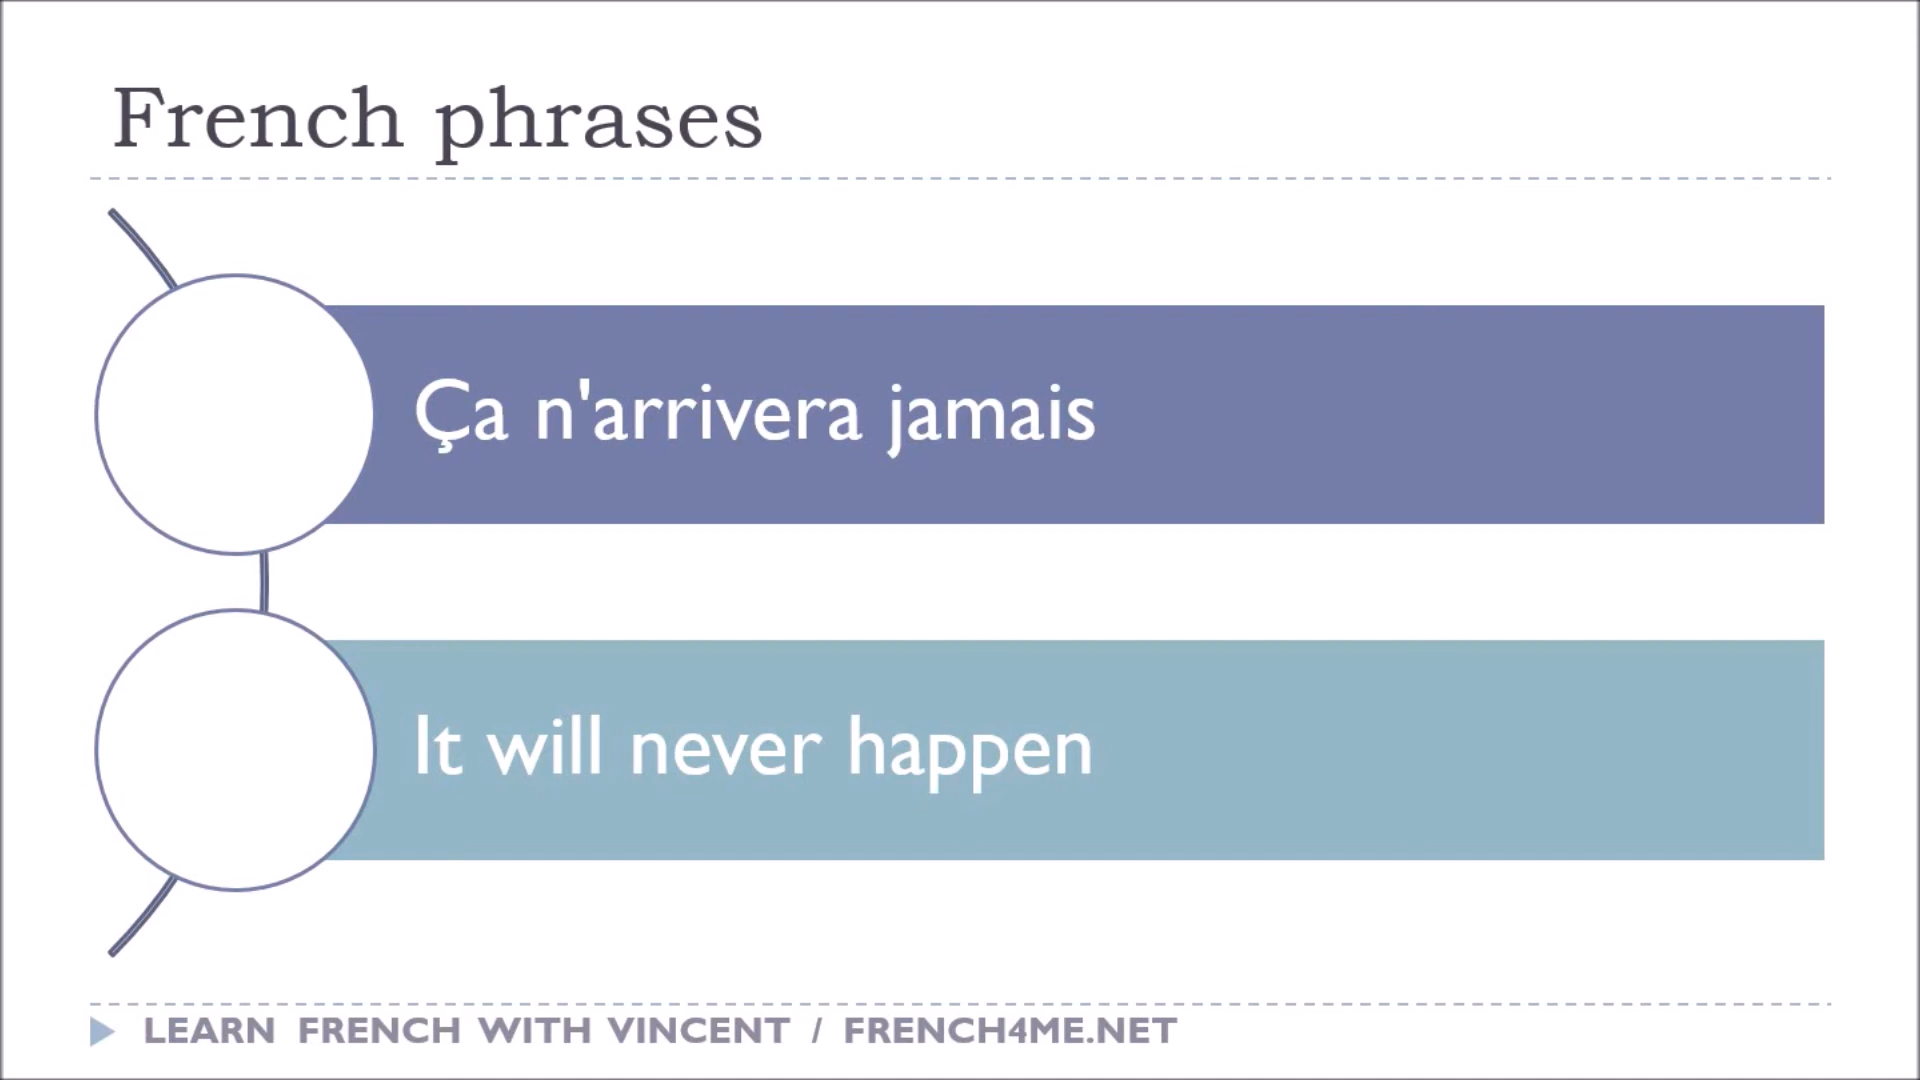 French phrases
Ça n'arrivera jamais
It will never happen
LEARN FRENCH WITH VINCENT / FRENCH4ME.NET